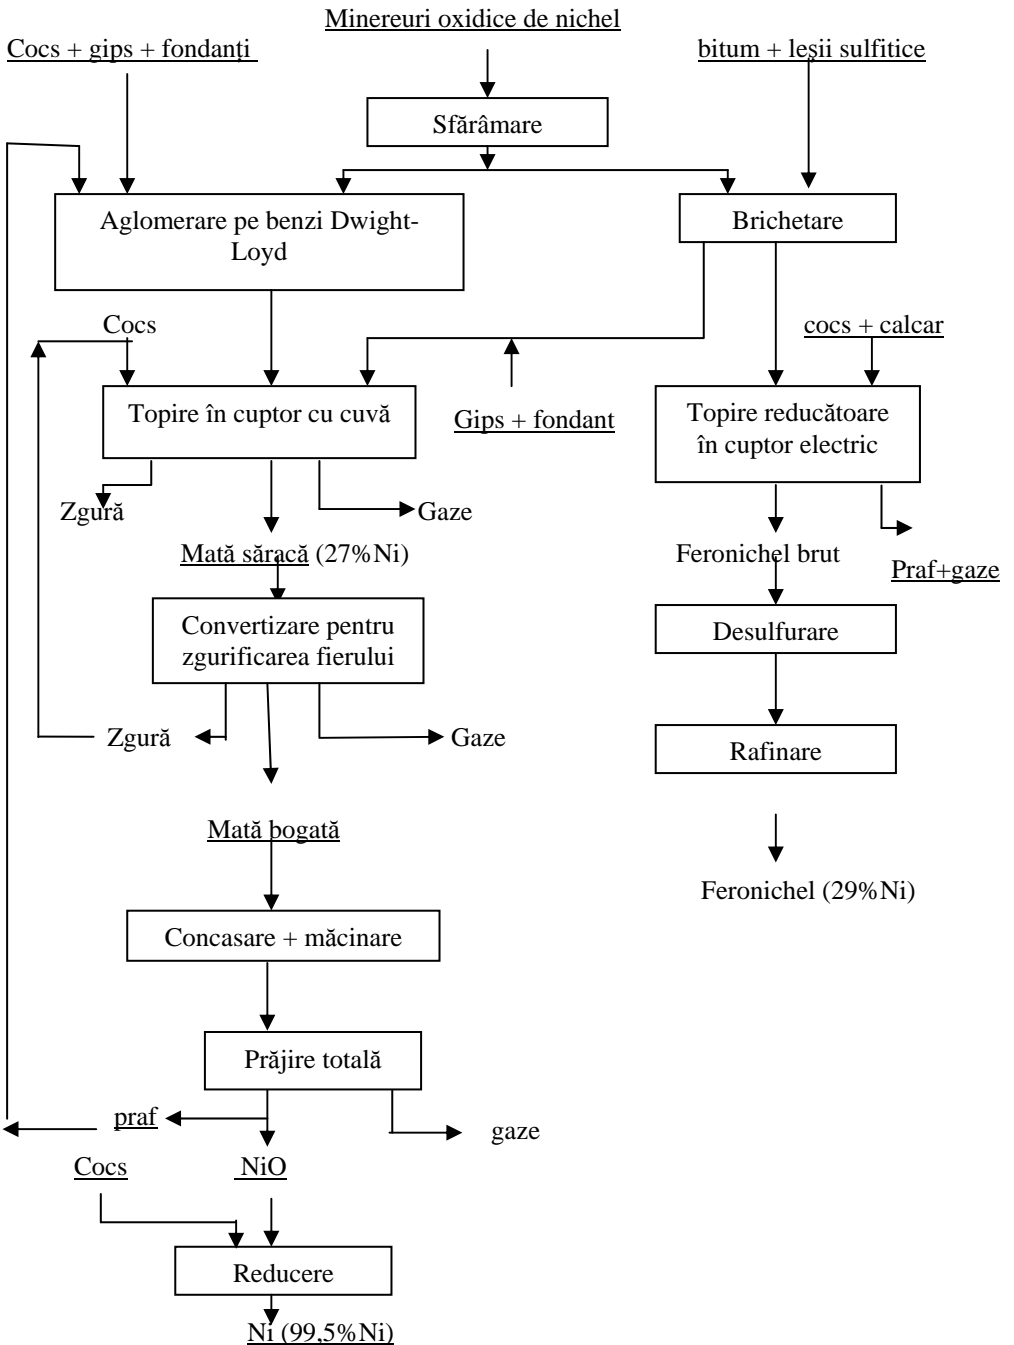 Minereuri oxidice de nichel
Cocs + gips + fondanți
bitum + leșii sulfitice
Sfărâmare
Aglomerare pe benzi Dwight-
Loyd
Brichetare
Cocs
cocs + calcar
Topire în cuptor cu cuvă
Gips + fondant
Topire reducătoare
în cuptor electric
Zgură
Gaze
Mată săracă (27%Ni)
Feronichel brut
Praf+gaze
Convertizare pentru
zgurificarea fierului
Desulfurare
Zgură
Gaze
Rafinare
Mată bogată
Feronichel (29%Ni)
Concasare + măcinare
Prăjire totală
praf
gaze
Cocs
NiO
Reducere
Ni (99,5%Ni)